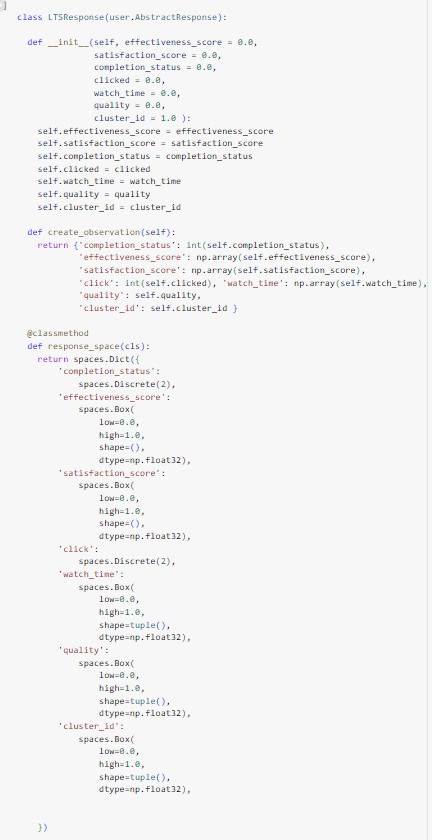 ]
class LTSResponse(user.AbstractResponse):
def __init__(self, effectiveness_score = 0.0,
satisfaction_score = 0.0,
completion_status = 0.0,
clicked = 0.0,
watch_time = 0.0,
quality = 0.0,
cluster_id = 1.0 ):
self.effectiveness_score = effectiveness_score
self.satisfaction_score = satisfaction_score
self.completion_status = completion_status
self.clicked = clicked
self.watch_time = watch_time
self.quality = quality
self.cluster_id = cluster_id
def create_observation(self):
return {'completion_status': int(self.completion_status),
'effectiveness_score': np.array(self.effectiveness_score),
'satisfaction_score': np.array(self.satisfaction_score),
'click': int(self.clicked), 'watch_time': np.array(self.watch_time),
'quality': self.quality,
'cluster_id': self.cluster_id }
@classmethod
def response_space(cls):
return spaces.Dict({
'completion_status':
spaces.Discrete(2),
'effectiveness_score':
spaces.Box(
low=0.0,
high=1.0,
shape=(),
dtype=np.float32),
'satisfaction_score':
spaces.Box(
low=0.0,
high=1.0,
shape=(),
dtype=np.float32),
'click':
spaces.Discrete(2),
'watch_time':
spaces.Box(
low=0.0,
high=1.0,
shape=tuple(),
dtype=np.float32),
'quality':
spaces.Box(
low=0.0,
high=1.0,
shape=tuple(),
dtype=np.float32),
'cluster_id':
spaces.Box(
low=0.0,
high=1.0,
shape=tuple(),
dtype=np.float32),
})